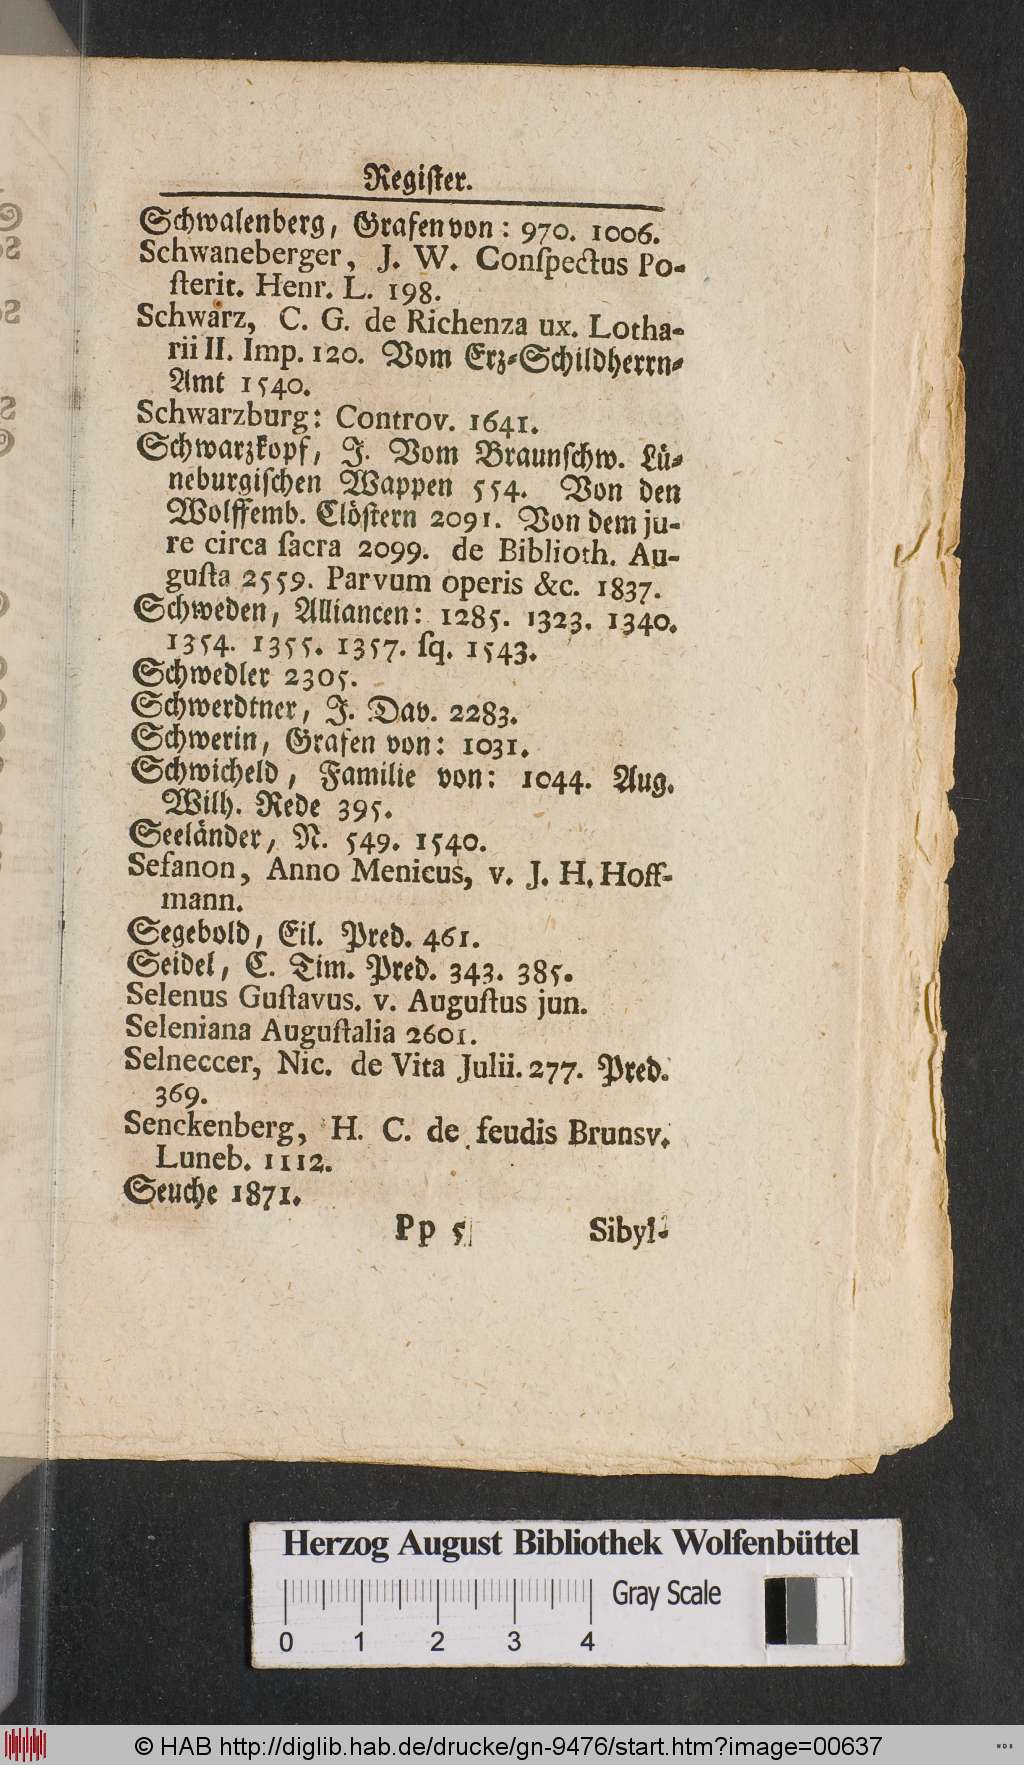 Register.
Schwalenberg, Grafen von: 970. 1006.
Schwaneberger, J. W. Conſpectus Po-
ſterit. Henr. L. 198.
Schwarz, C. G. de Richenza ux. Lotha-
rii II. Imp. 120. Vom Erz-Schildherrn-
Amt 1540.
Schwarzburg: Controv. 1641.
Schwarzkopf, J. Vom Braunſchw. Lü-
neburgiſchen Wappen 554. Von den
Wolffemb. Clöſtern 2091. Von dem ju-
re circa ſacra 2099. de Biblioth. Au-
guſta 2559. Parvum operis &c. 1837.
Schweden, Alliancen: 1285. 1323. 1340.
1354. 1355. 1357. ſq. 1543.
Schwedler 2305.
Schwerdtner, J. Dav. 2283.
Schwerin, Grafen von: 1031.
Schwicheld, Familie von: 1044. Aug.
Wilh. Rede 395.
Seeländer, N. 549. 1540.
Sefanon, Anno Menicus, v. J. H. Hoff-
mann.
Segebold, Eil. Pred. 461.
Seidel, C. Tim. Pred. 343. 385.
Selenus Guſtavus. v. Auguſtus jun.
Seleniana Auguſtalia 2601.
Selneccer, Nic. de Vita Julii. 277. Pred.
369.
Senckenberg, H. C. de feudis Brunsv.
Luneb. 1112.
Seuche 1871.
Pp 5 Sibyl-
Herzog August Bibliothek Wolfenbüttel
Gray Scale
0 1 2 3 4
© HAB http://diglib.hab.de/drucke/gn-9476/start.htm?image=00637